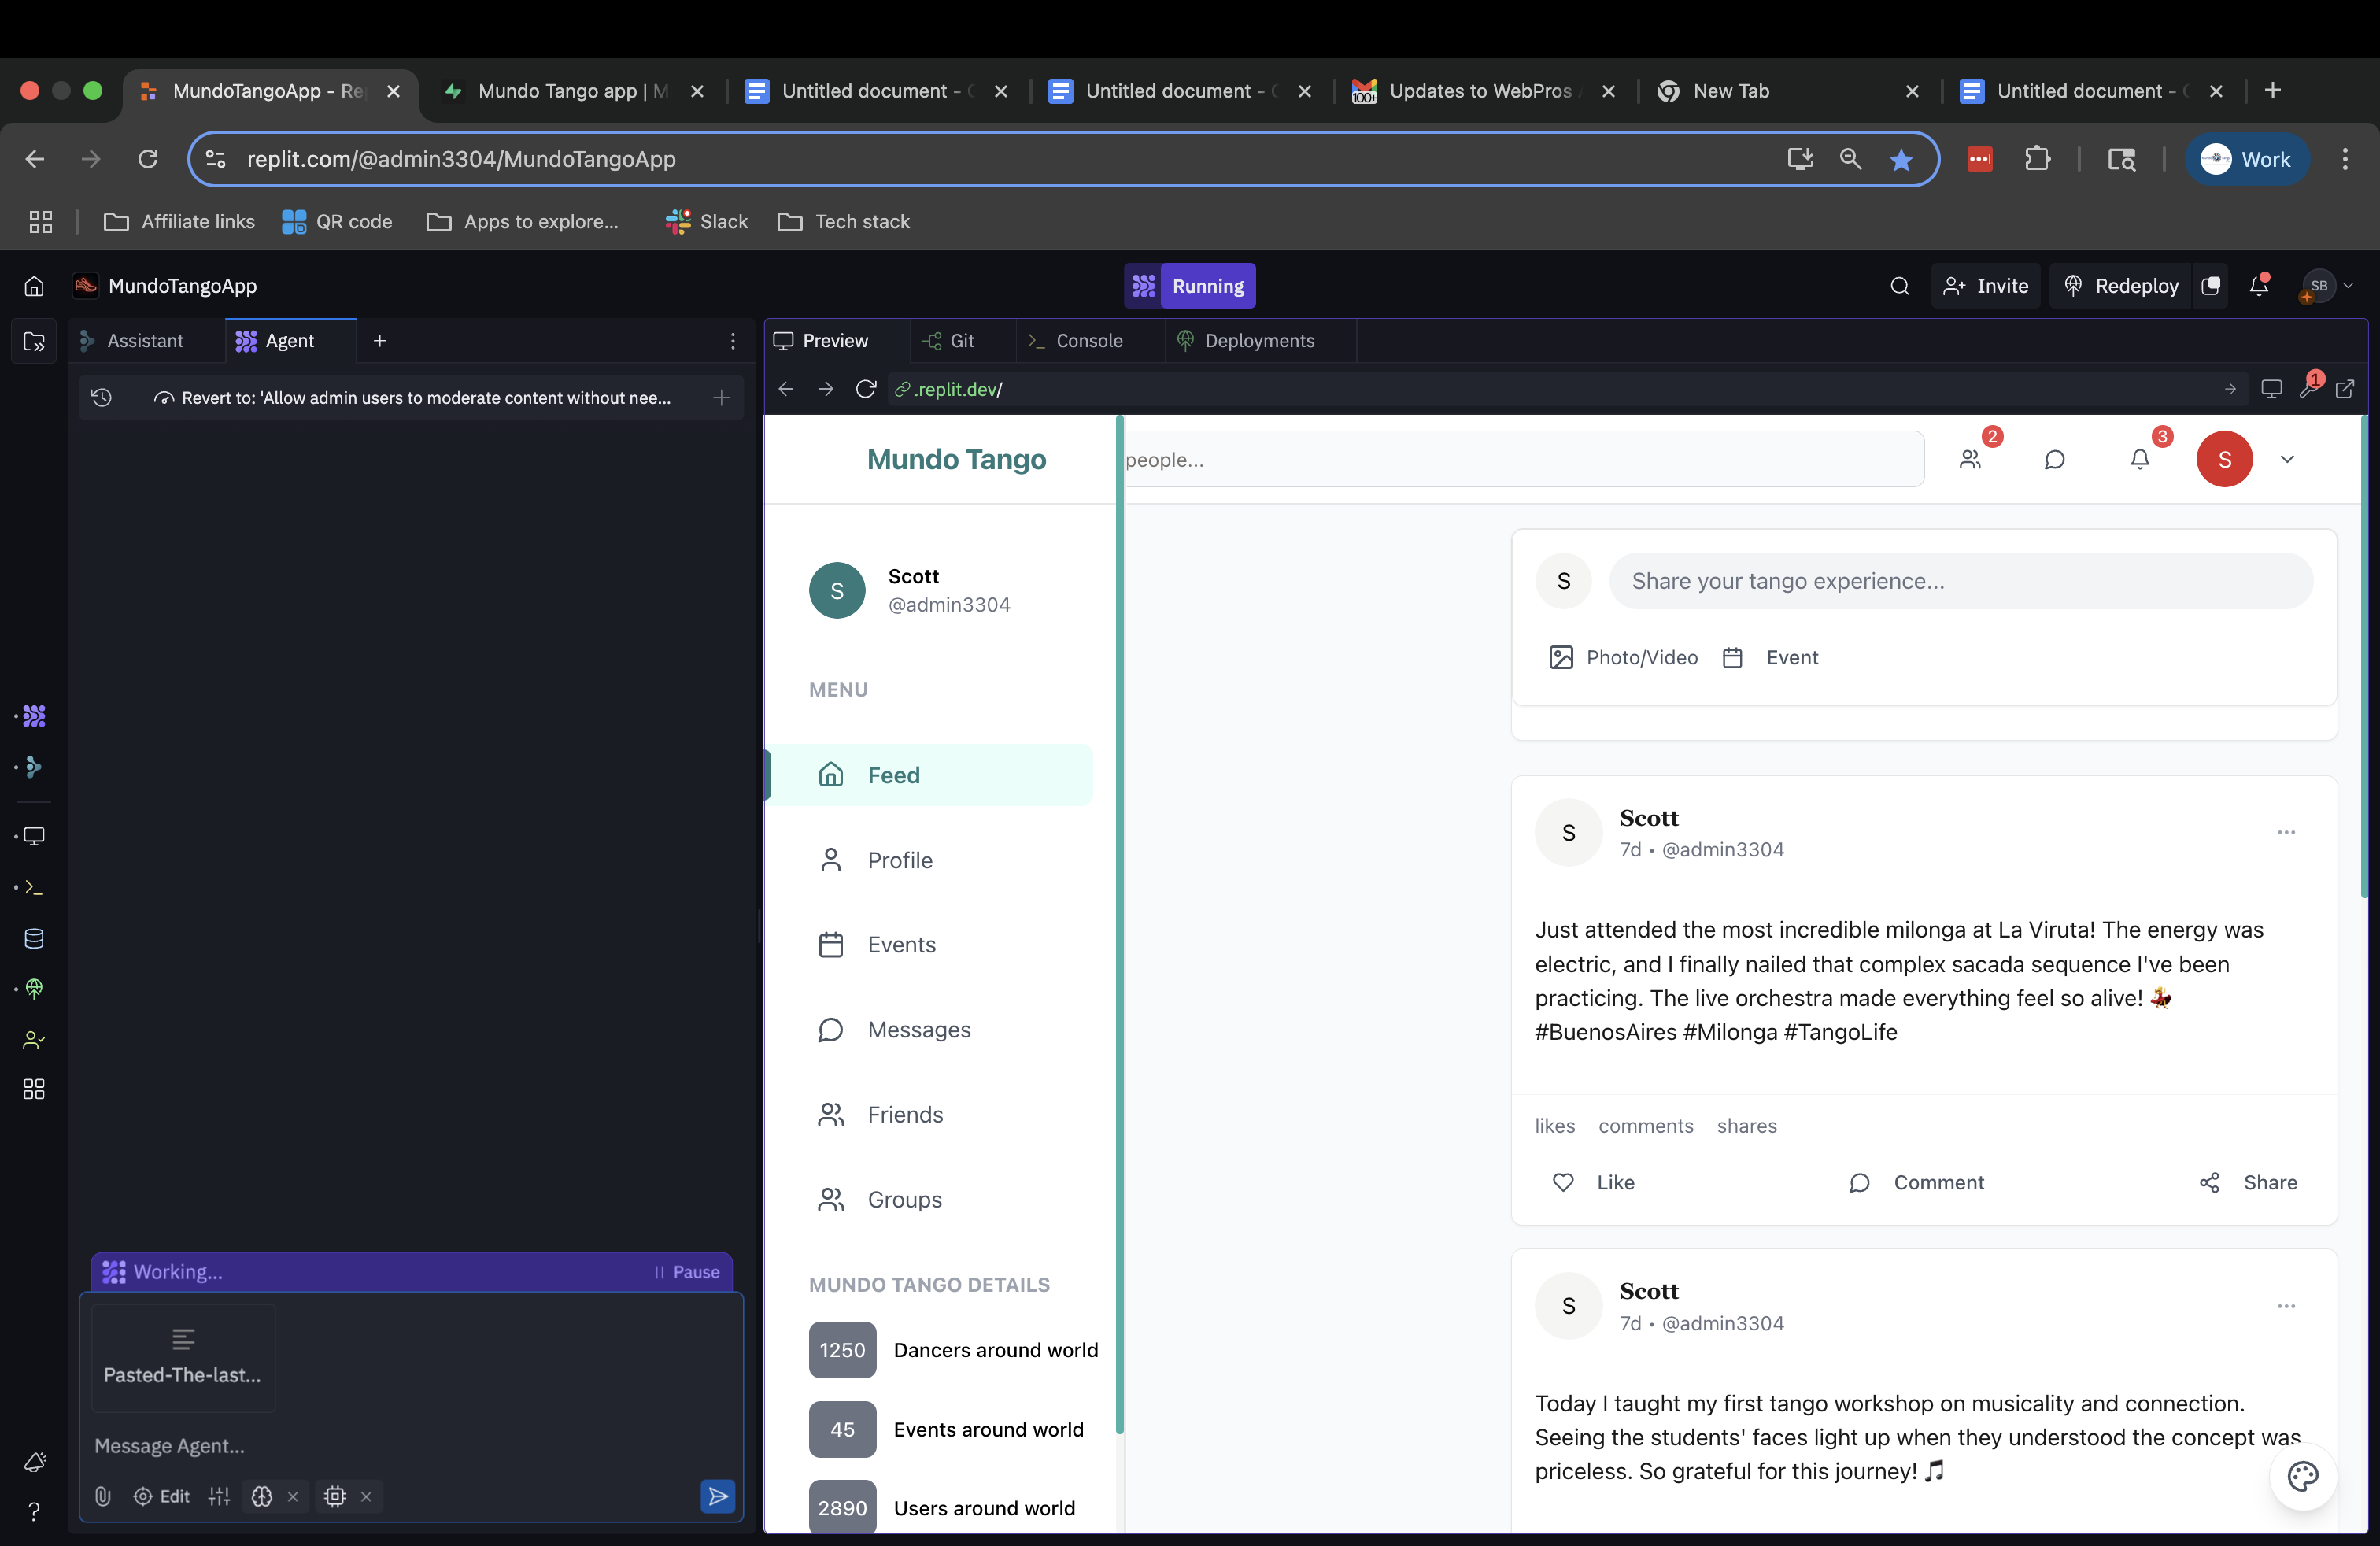 MundoTangoApp - Re
Mundo Tango app | M
Untitled document - 
Untitled document - 
100+
Updates to WebPros
New Tab
Untitled document - 
replit.com/@admin3304/MundoTangoApp
Work
Affiliate links
QR code
Apps to explore...
Slack
Tech stack
MundoTangoApp
Running
Invite
Redeploy
SB
Assistant
Agent
Preview
Git
Console
Deployments
Revert to: 'Allow admin users to moderate content without nee...
.replit.dev/
1
Mundo Tango
people...
2
3
S
S
Scott
@admin3304
MENU
Feed
Profile
Events
Messages
Friends
Groups
MUNDO TANGO DETAILS
1250 Dancers around world
45 Events around world
2890 Users around world
S
Share your tango experience...
Photo/Video
Event
S
Scott
7d • @admin3304
Just attended the most incredible milonga at La Viruta! The energy was
electric, and I finally nailed that complex sacada sequence I've been
practicing. The live orchestra made everything feel so alive! 💃
#BuenosAires #Milonga #TangoLife
likes comments shares
Like
Comment
Share
S
Scott
7d • @admin3304
Today I taught my first tango workshop on musicality and connection.
Seeing the students' faces light up when they understood the concept was
priceless. So grateful for this journey! 🎵
Working...
Pause
Pasted-The-last...
Message Agent...
Edit
?